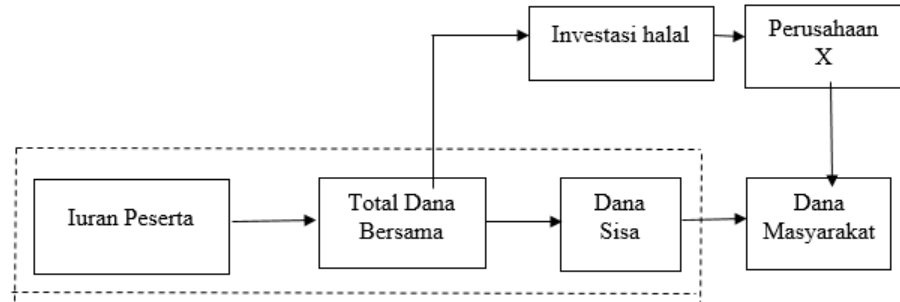 Investasi halal
Perusahaan
X
Iuran Peserta
Total Dana
Bersama
Dana
Sisa
Dana
Masyarakat